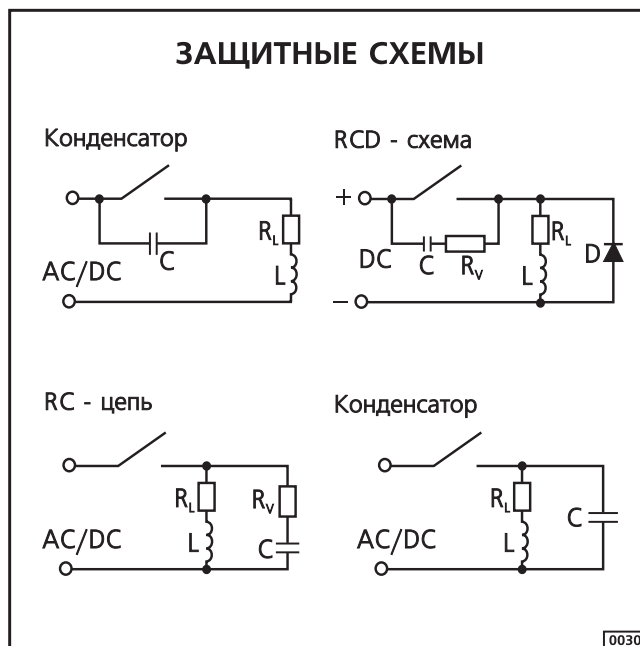 ЗАЩИТНЫЕ СХЕМЫ
Конденсатор
C
R_L
L
AC/DC
RCD - схема
+
DC
C
R_V
R_L
L
D
−
RC - цепь
R_L
L
R_V
C
AC/DC
Конденсатор
R_L
L
C
AC/DC
0030